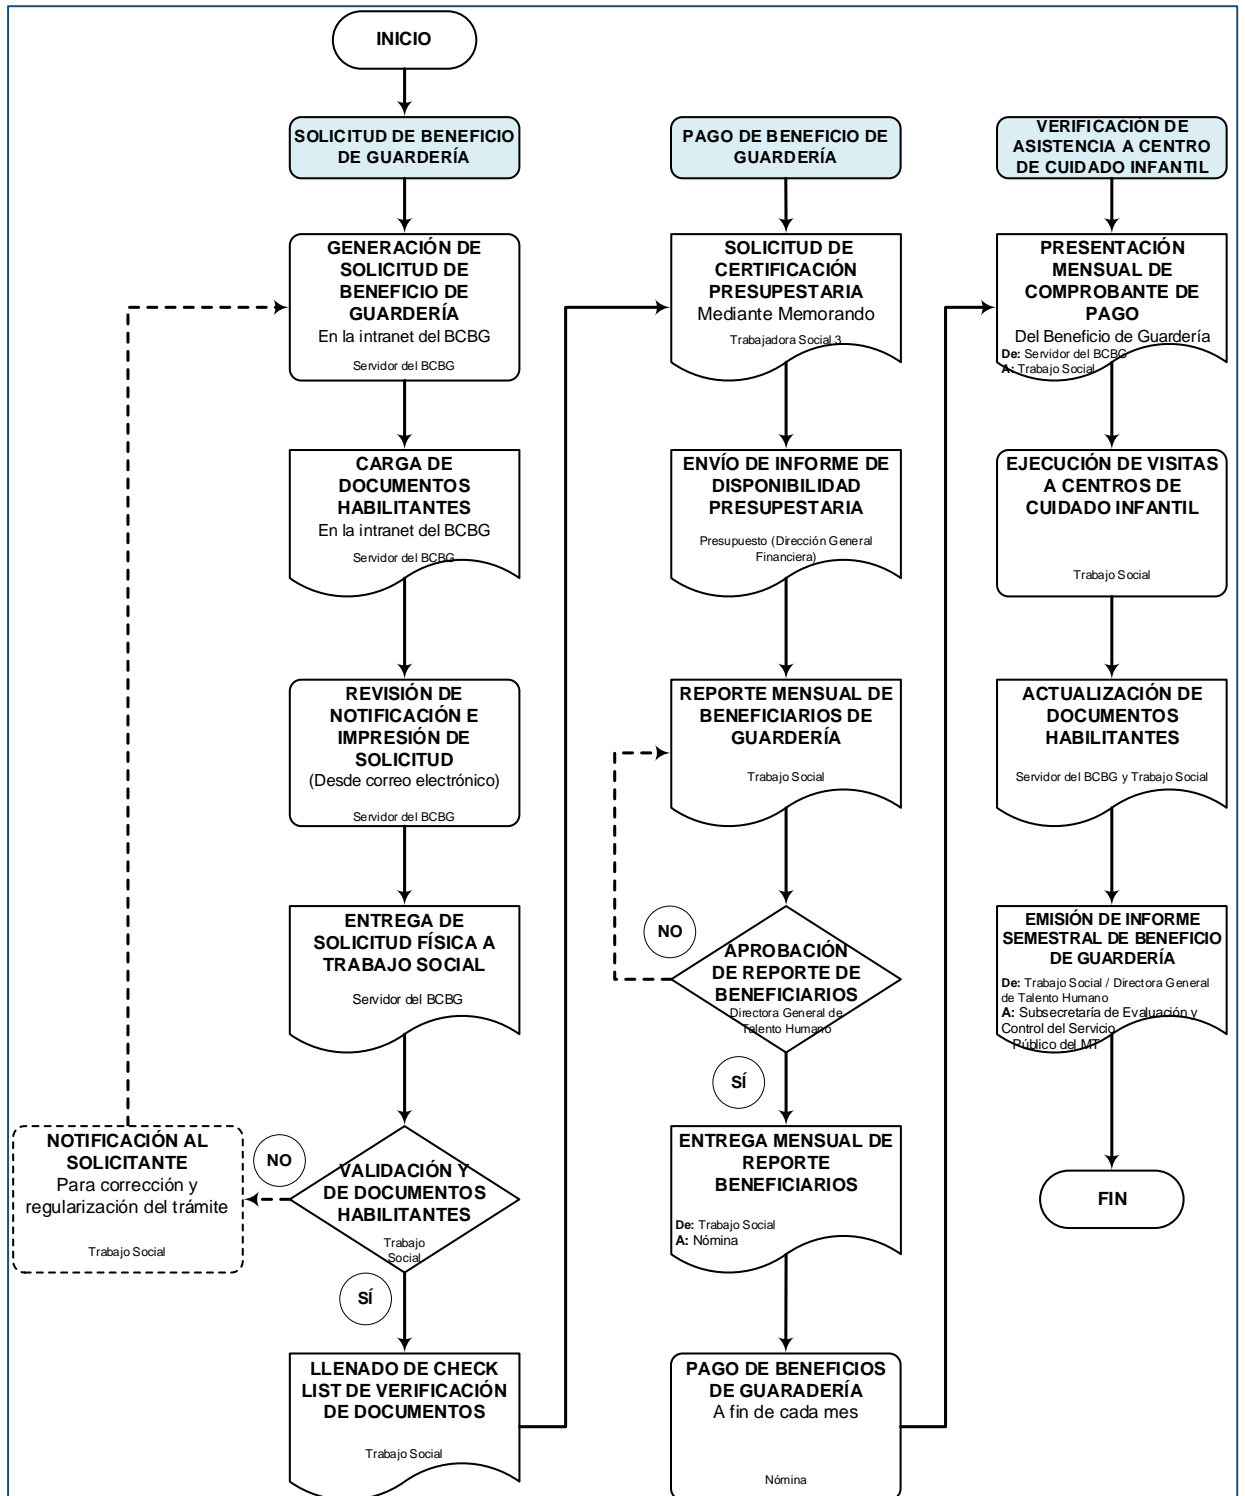 INICIO
SOLICITUD DE BENEFICIO
DE GUARDERÍA
GENERACIÓN DE
SOLICITUD DE
BENEFICIO DE
GUARDERÍA
En la intranet del BCBG
Servidor del BCBG
CARGA DE
DOCUMENTOS
HABILITANTES
En la intranet del BCBG
Servidor del BCBG
REVISIÓN DE
NOTIFICACIÓN E
IMPRESIÓN DE
SOLICITUD
(Desde correo electrónico)
Servidor del BCBG
ENTREGA DE
SOLICITUD FÍSICA A
TRABAJO SOCIAL
Servidor del BCBG
VALIDACIÓN Y
DE DOCUMENTOS
HABILITANTES
Trabajo
Social
NO
NOTIFICACIÓN AL
SOLICITANTE
Para corrección y
regularización del trámite
Trabajo Social
SÍ
LLENADO DE CHECK
LIST DE VERIFICACIÓN
DE DOCUMENTOS
Trabajo Social
PAGO DE BENEFICIO DE
GUARDERÍA
SOLICITUD DE
CERTIFICACIÓN
PRESUPESTARIA
Mediante Memorando
Trabajadora Social 3
ENVÍO DE INFORME DE
DISPONIBILIDAD
PRESUPESTARIA
Presupuesto (Dirección General
Financiera)
REPORTE MENSUAL DE
BENEFICIARIOS DE
GUARDERÍA
Trabajo Social
NO
APROBACIÓN
DE REPORTE DE
BENEFICIARIOS
Directora General de
Talento Humano
SÍ
ENTREGA MENSUAL DE
REPORTE
BENEFICIARIOS
De: Trabajo Social
A: Nómina
PAGO DE BENEFICIOS
DE GUARADERÍA
A fin de cada mes
Nómina
VERIFICACIÓN DE
ASISTENCIA A CENTRO
DE CUIDADO INFANTIL
PRESENTACIÓN
MENSUAL DE
COMPROBANTE DE
PAGO
Del Beneficio de Guardería
De: Servidor del BCBG
A: Trabajo Social
EJECUCIÓN DE VISITAS
A CENTROS DE
CUIDADO INFANTIL
Trabajo Social
ACTUALIZACIÓN DE
DOCUMENTOS
HABILITANTES
Servidor del BCBG y Trabajo Social
EMISIÓN DE INFORME
SEMESTRAL DE BENEFICIO
DE GUARDERÍA
De: Trabajo Social / Directora General
de Talento Humano
A: Subsecretaría de Evaluación y
Control del Servicio
Público del MT
FIN